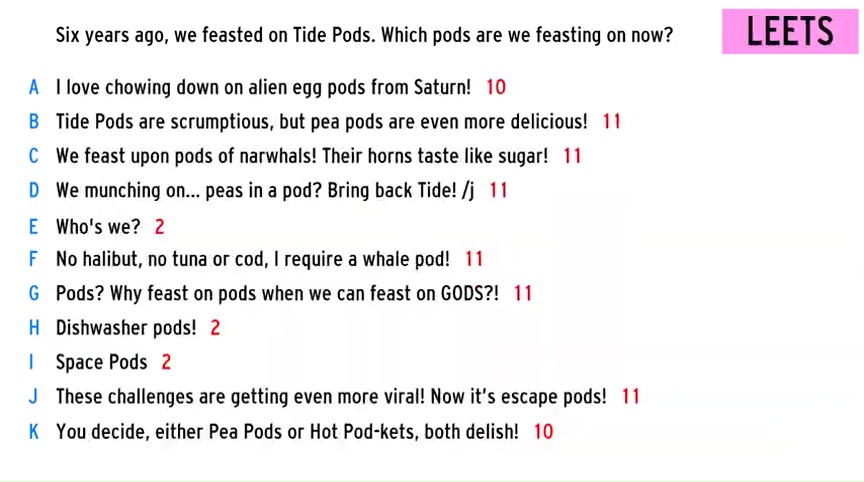 Six years ago, we feasted on Tide Pods. Which pods are we feasting on now?
LEETS
A I love chowing down on alien egg pods from Saturn! 10
B Tide Pods are scrumptious, but pea pods are even more delicious! 11
C We feast upon pods of narwhals! Their horns taste like sugar! 11
D We munching on... peas in a pod? Bring back Tide! /j 11
E Who's we? 2
F No halibut, no tuna or cod, I require a whale pod! 11
G Pods? Why feast on pods when we can feast on GODS?! 11
H Dishwasher pods! 2
I Space Pods 2
J These challenges are getting even more viral! Now it's escape pods! 11
K You decide, either Pea Pods or Hot Pod-kets, both delish! 10